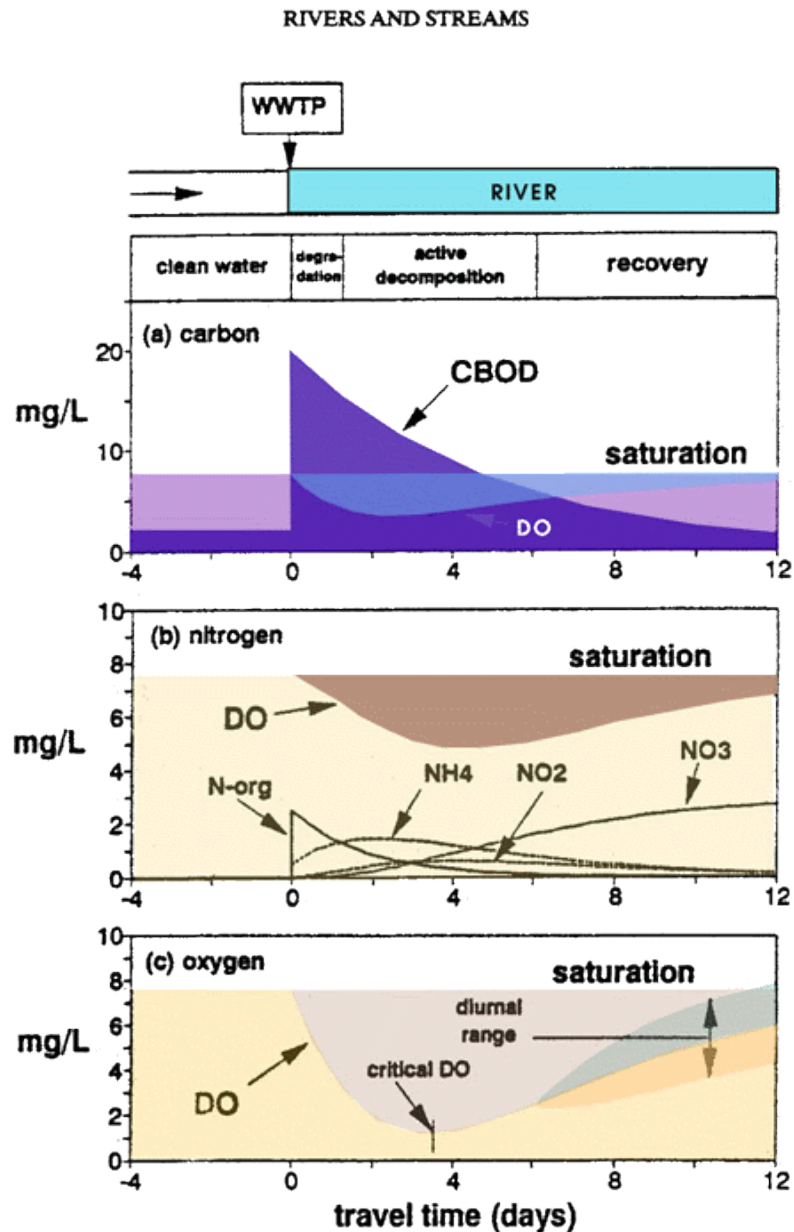 RIVERS AND STREAMS
WWTP
RIVER
clean water
degra-
dation
active
decomposition
recovery
(a) carbon
20
CBOD
mg/L
10
saturation
DO
0
-4 0 4 8 12
10
(b) nitrogen
8
saturation
DO
6
mg/L
4
NO3
N-org
NH4
NO2
2
0
-4 0 4 8 12
10
(c) oxygen
saturation
8
diurnal
range
6
mg/L
4
critical DO
DO
2
0
-4 0 4 8 12
travel time (days)